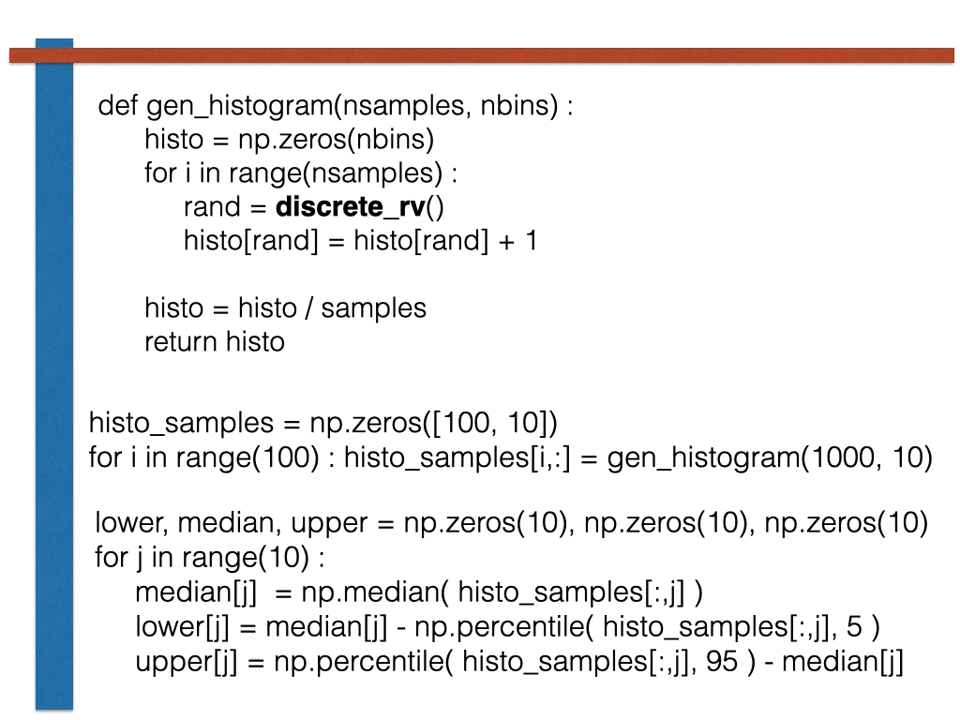 def gen_histogram(nsamples, nbins) :
histo = np.zeros(nbins)
for i in range(nsamples) :
rand = discrete_rv()
histo[rand] = histo[rand] + 1
histo = histo / samples
return histo
histo_samples = np.zeros([100, 10])
for i in range(100) : histo_samples[i,:] = gen_histogram(1000, 10)
lower, median, upper = np.zeros(10), np.zeros(10), np.zeros(10)
for j in range(10) :
median[j]  = np.median( histo_samples[:,j] )
lower[j] = median[j] - np.percentile( histo_samples[:,j], 5 )
upper[j] = np.percentile( histo_samples[:,j], 95 ) - median[j]